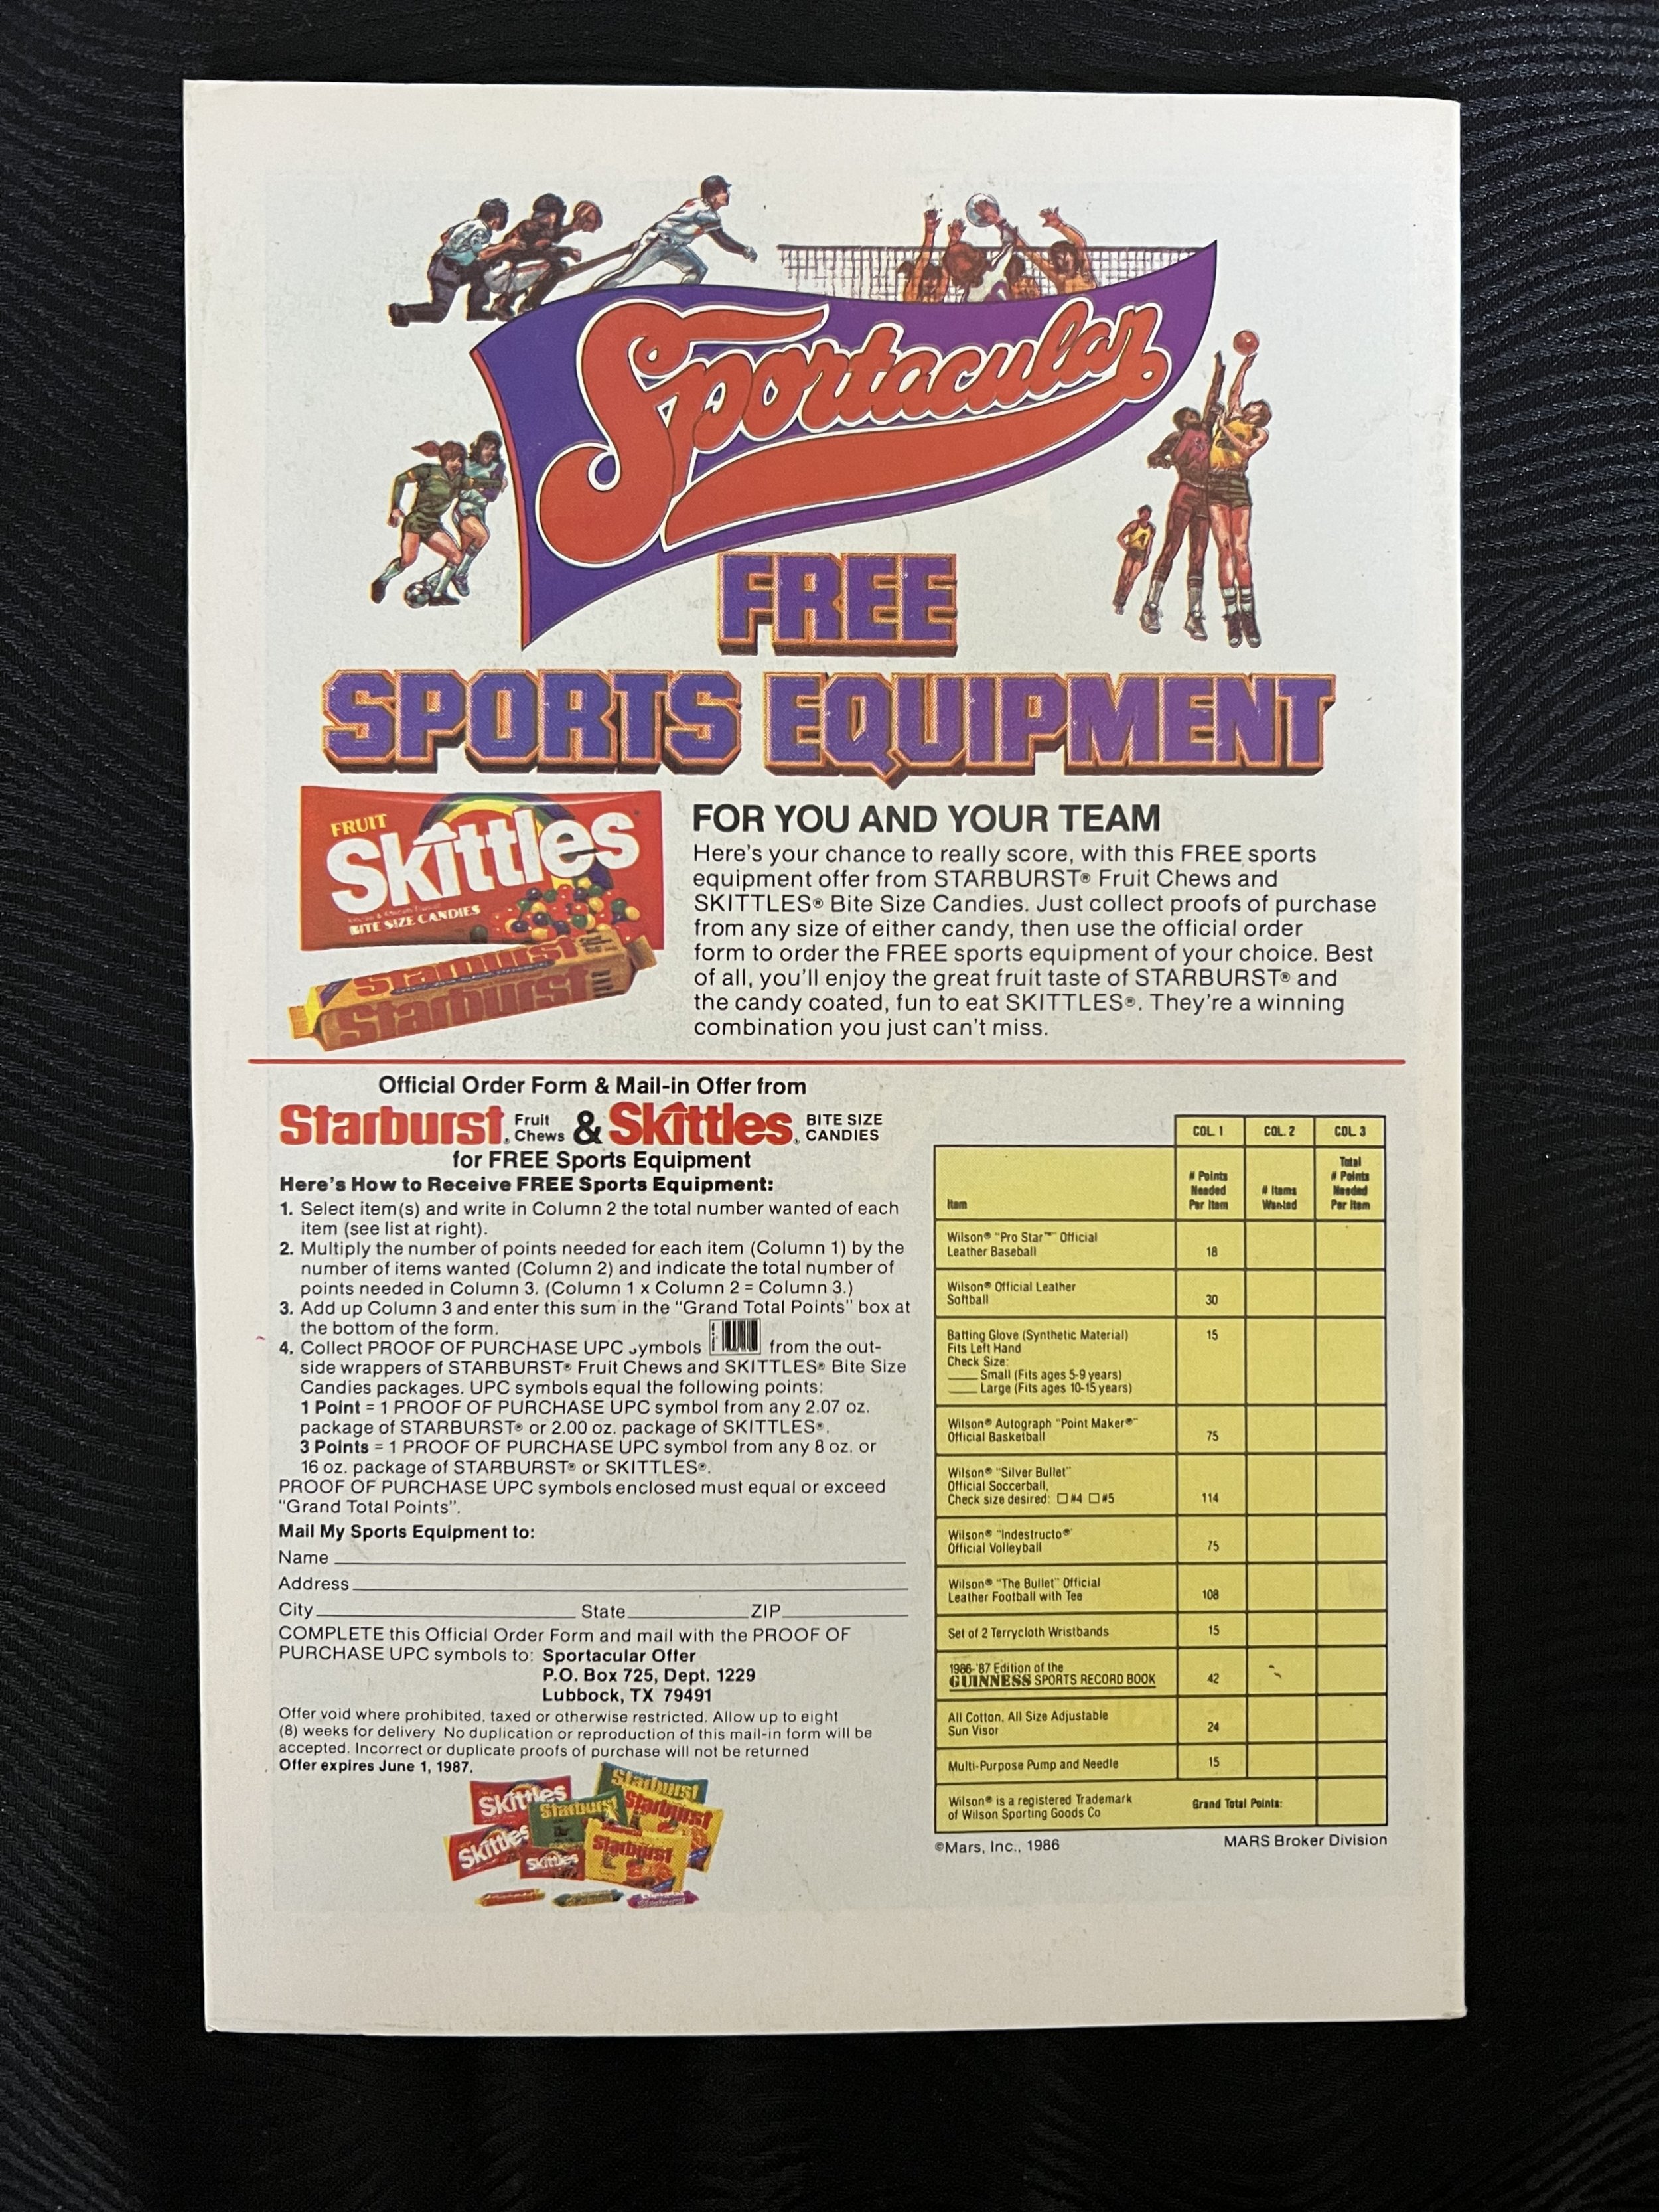 Sportacular
FREE
SPORTS EQUIPMENT
FRUIT
Skittles
BITE SIZE CANDIES
Starburst
Starburst
FOR YOU AND YOUR TEAM
Here's your chance to really score, with this FREE sports
equipment offer from STARBURST® Fruit Chews and
SKITTLES® Bite Size Candies. Just collect proofs of purchase
from any size of either candy, then use the official order
form to order the FREE sports equipment of your choice. Best
of all, you'll enjoy the great fruit taste of STARBURST® and
the candy coated, fun to eat SKITTLES®. They're a winning
combination you just can't miss.
Official Order Form & Mail-in Offer from
Starburst® Fruit Chews & Skittles® BITE SIZE CANDIES
for FREE Sports Equipment
Here's How to Receive FREE Sports Equipment:
1. Select item(s) and write in Column 2 the total number wanted of each
item (see list at right).
2. Multiply the number of points needed for each item (Column 1) by the
number of items wanted (Column 2) and indicate the total number of
points needed in Column 3. (Column 1 x Column 2 = Column 3.)
3. Add up Column 3 and enter this sum in the "Grand Total Points" box at
the bottom of the form.
4. Collect PROOF OF PURCHASE UPC symbols from the out-
side wrappers of STARBURST® Fruit Chews and SKITTLES® Bite Size
Candies packages. UPC symbols equal the following points:
1 Point = 1 PROOF OF PURCHASE UPC symbol from any 2.07 oz.
package of STARBURST® or 2.00 oz. package of SKITTLES®.
3 Points = 1 PROOF OF PURCHASE UPC symbol from any 8 oz. or
16 oz. package of STARBURST® or SKITTLES®.
PROOF OF PURCHASE UPC symbols enclosed must equal or exceed
"Grand Total Points".
Mail My Sports Equipment to:
Name
Address
City State ZIP
COMPLETE this Official Order Form and mail with the PROOF OF
PURCHASE UPC symbols to: Sportacular Offer
P.O. Box 725, Dept. 1229
Lubbock, TX 79491
Offer void where prohibited, taxed or otherwise restricted. Allow up to eight
(8) weeks for delivery No duplication or reproduction of this mail-in form will be
accepted. Incorrect or duplicate proofs of purchase will not be returned
Offer expires June 1, 1987.
Skittles
Starburst
Starburst
Starburst
Skittles
Skittles
Starburst
COL. 1 COL. 2 COL. 3
Item # Points Needed Per Item # Items Wanted Total # Points Needed Per Item
Wilson® "Pro Star™" Official
Leather Baseball 18
Wilson® Official Leather
Softball 30
Batting Glove (Synthetic Material) 15
Fits Left Hand
Check Size:
Small (Fits ages 5-9 years)
Large (Fits ages 10-15 years)
Wilson® Autograph "Point Maker®"
Official Basketball 75
Wilson® "Silver Bullet"
Official Soccerball,
Check size desired: #4 #5 114
Wilson® "Indestructo®"
Official Volleyball 75
Wilson® "The Bullet" Official
Leather Football with Tee 108
Set of 2 Terrycloth Wristbands 15
1986-'87 Edition of the
GUINNESS SPORTS RECORD BOOK 42
All Cotton, All Size Adjustable
Sun Visor 24
Multi-Purpose Pump and Needle 15
Wilson® is a registered Trademark
of Wilson Sporting Goods Co Grand Total Points:
©Mars, Inc., 1986 MARS Broker Division